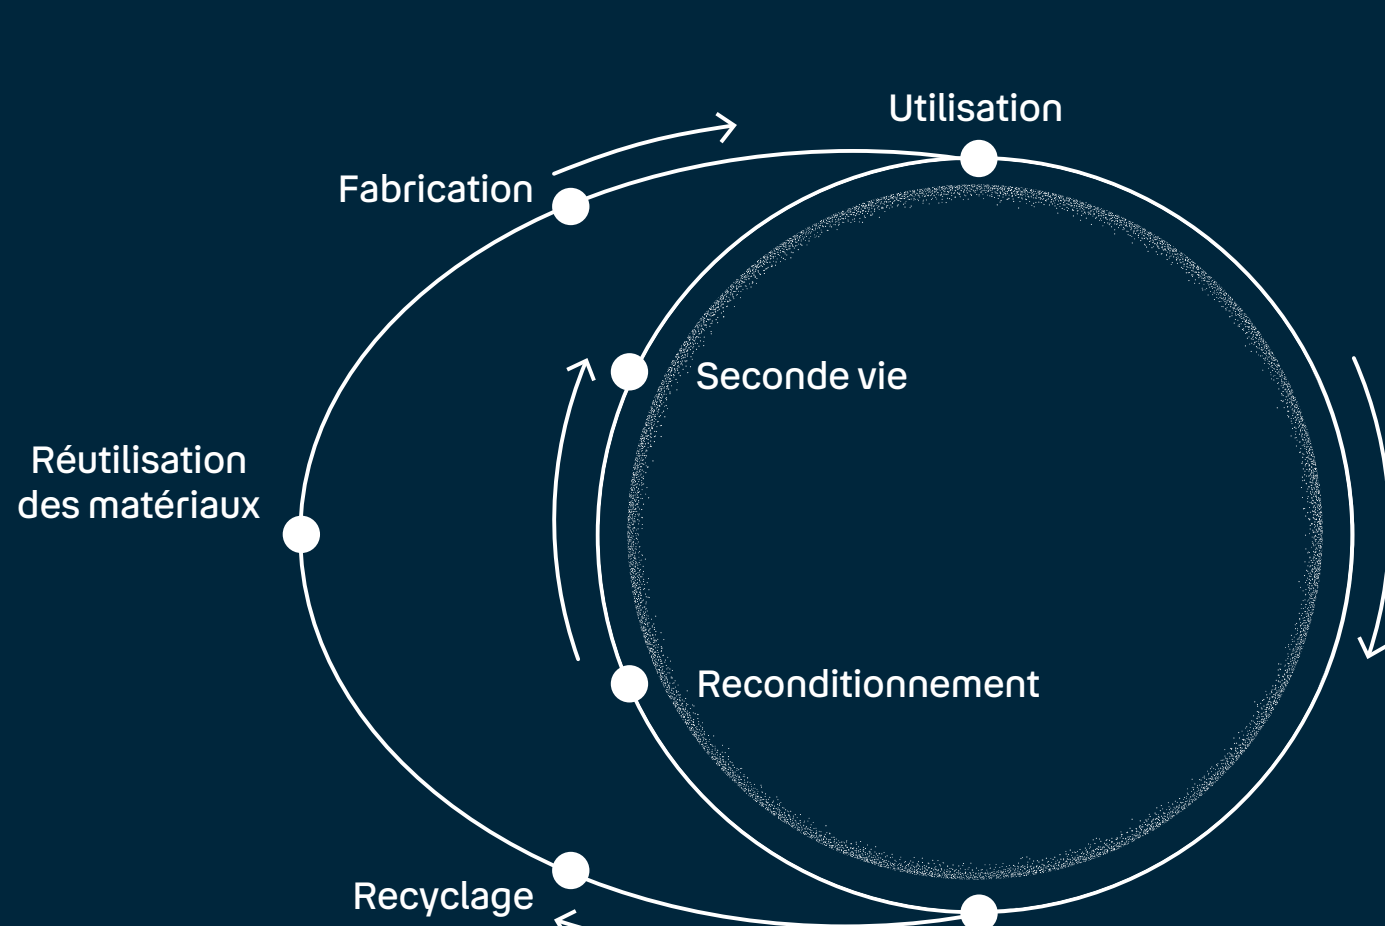 Utilisation
Fabrication
Seconde vie
Réutilisation
des matériaux
Reconditionnement
Recyclage